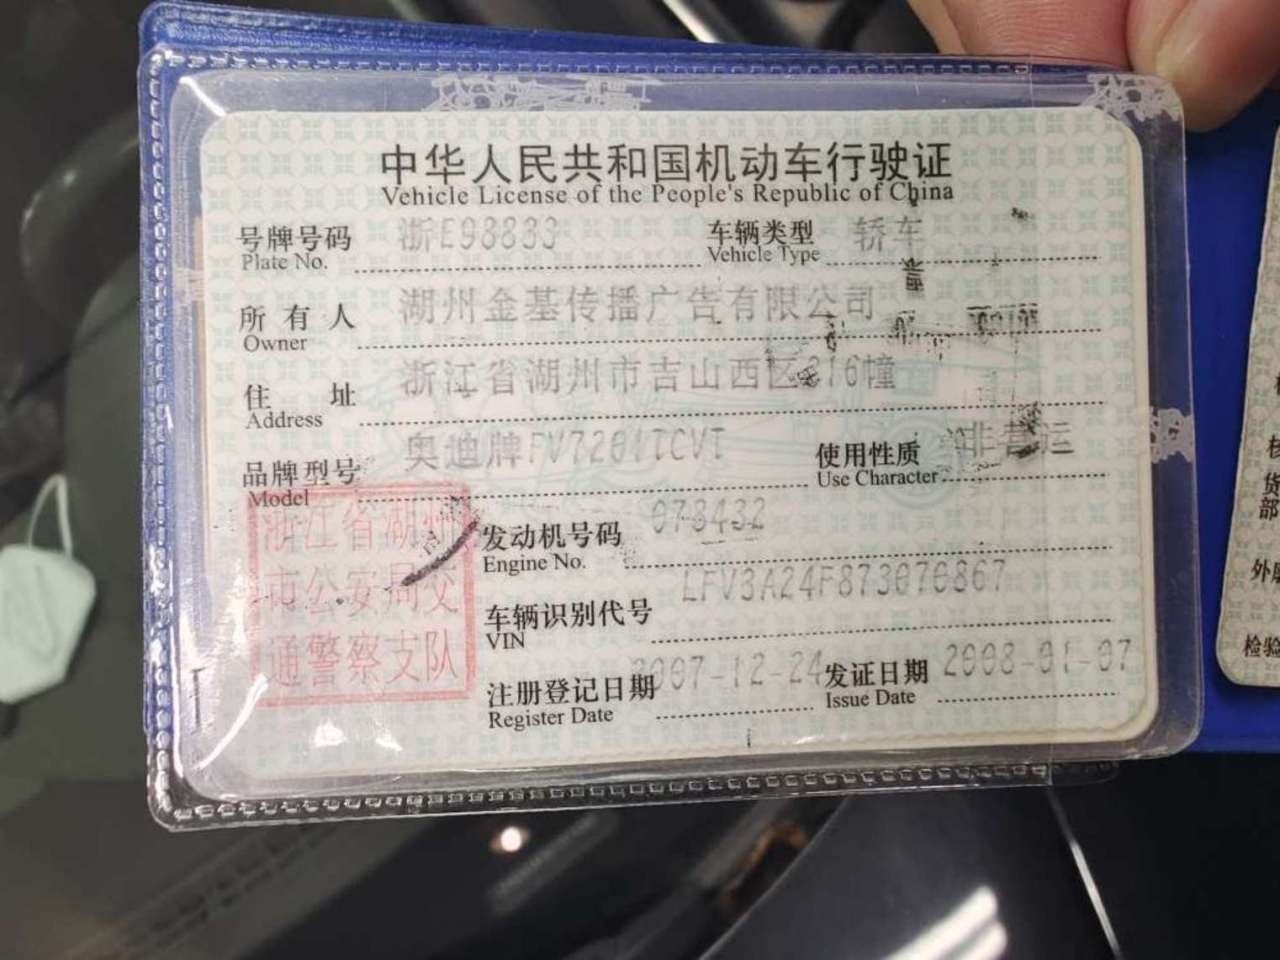 中华人民共和国机动车行驶证
Vehicle License of the People's Republic of China
号牌号码 浙E98833 车辆类型 轿车
Plate No. Vehicle Type
所有人 湖州金基传播广告有限公司
Owner
住址 浙江省湖州市吉山西区216幢
Address
品牌型号 奥迪牌FV7201TCVT 使用性质 非营运
Model Use Character
浙江省湖州
市公安局交
通警察支队
发动机号码 078432
Engine No.
车辆识别代号 LFV3A24F873070867
VIN
注册登记日期 2007-12-24 发证日期 2008-01-07
Register Date Issue Date
货
部
检验